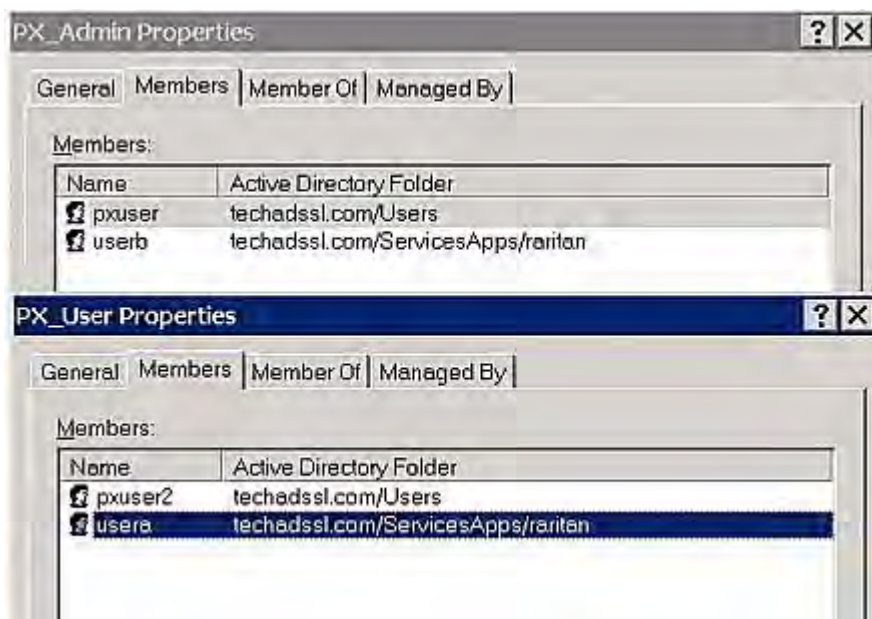 PX_Admin Properties
General Members Member Of Managed By
Members:
Name Active Directory Folder
pxuser techadssl.com/Users
userb techadssl.com/ServicesApps/raritan
PX_User Properties
General Members Member Of Managed By
Members:
Name Active Directory Folder
pxuser2 techadssl.com/Users
usera techadssl.com/ServicesApps/raritan